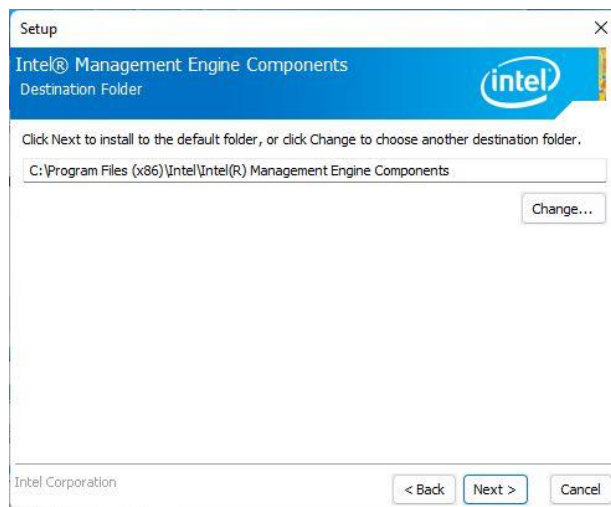 Setup
Intel® Management Engine Components
Destination Folder
intel
Click Next to install to the default folder, or click Change to choose another destination folder.
C:\Program Files (x86)\Intel\Intel(R) Management Engine Components
Change...
Intel Corporation
< Back
Next >
Cancel